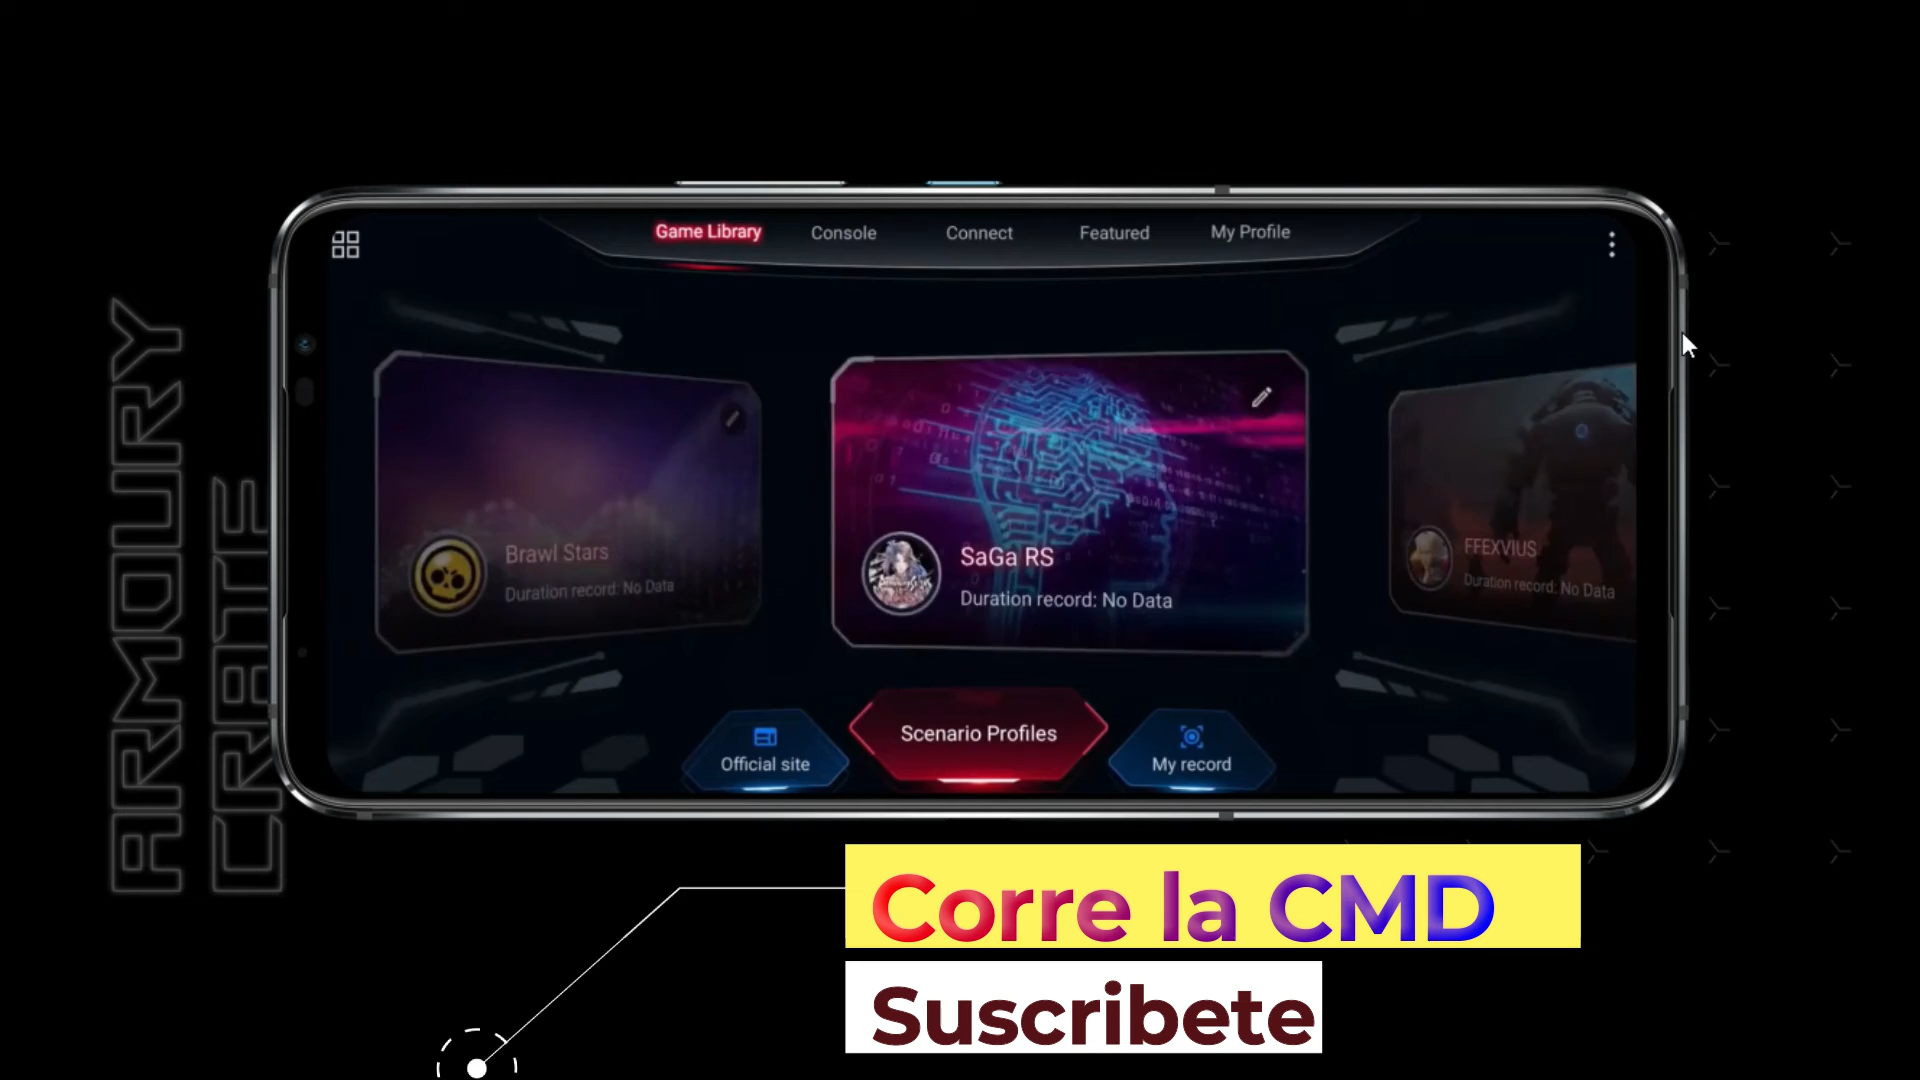 Game Library
Console
Connect
Featured
My Profile
ARMOURY
CRATE
Brawl Stars
Duration record: No Data
SaGa RS
Duration record: No Data
FFEXVIUS
Duration record: No Data
Official site
Scenario Profiles
My record
Corre la CMD
Suscribete